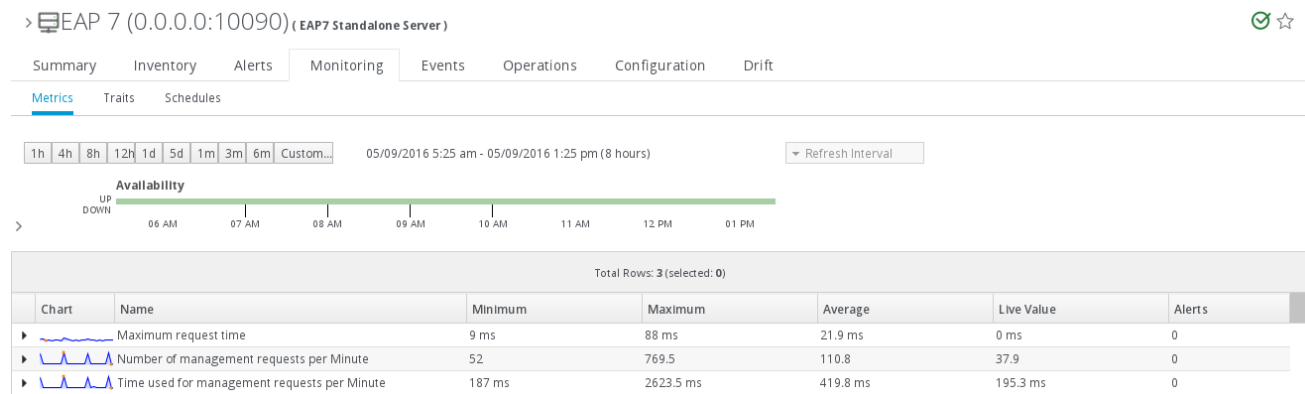 EAP 7 (0.0.0.0:10090) ( EAP7 Standalone Server )
Summary Inventory Alerts Monitoring Events Operations Configuration Drift
Metrics Traits Schedules
1h 4h 8h 12h 1d 5d 1m 3m 6m Custom... 05/09/2016 5:25 am - 05/09/2016 1:25 pm (8 hours) Refresh Interval
Availability
UP
DOWN
06 AM 07 AM 08 AM 09 AM 10 AM 11 AM 12 PM 01 PM
Total Rows: 3 (selected: 0)
Chart Name Minimum Maximum Average Live Value Alerts
Maximum request time 9 ms 88 ms 21.9 ms 0 ms 0
Number of management requests per Minute 52 769.5 110.8 37.9 0
Time used for management requests per Minute 187 ms 2623.5 ms 419.8 ms 195.3 ms 0